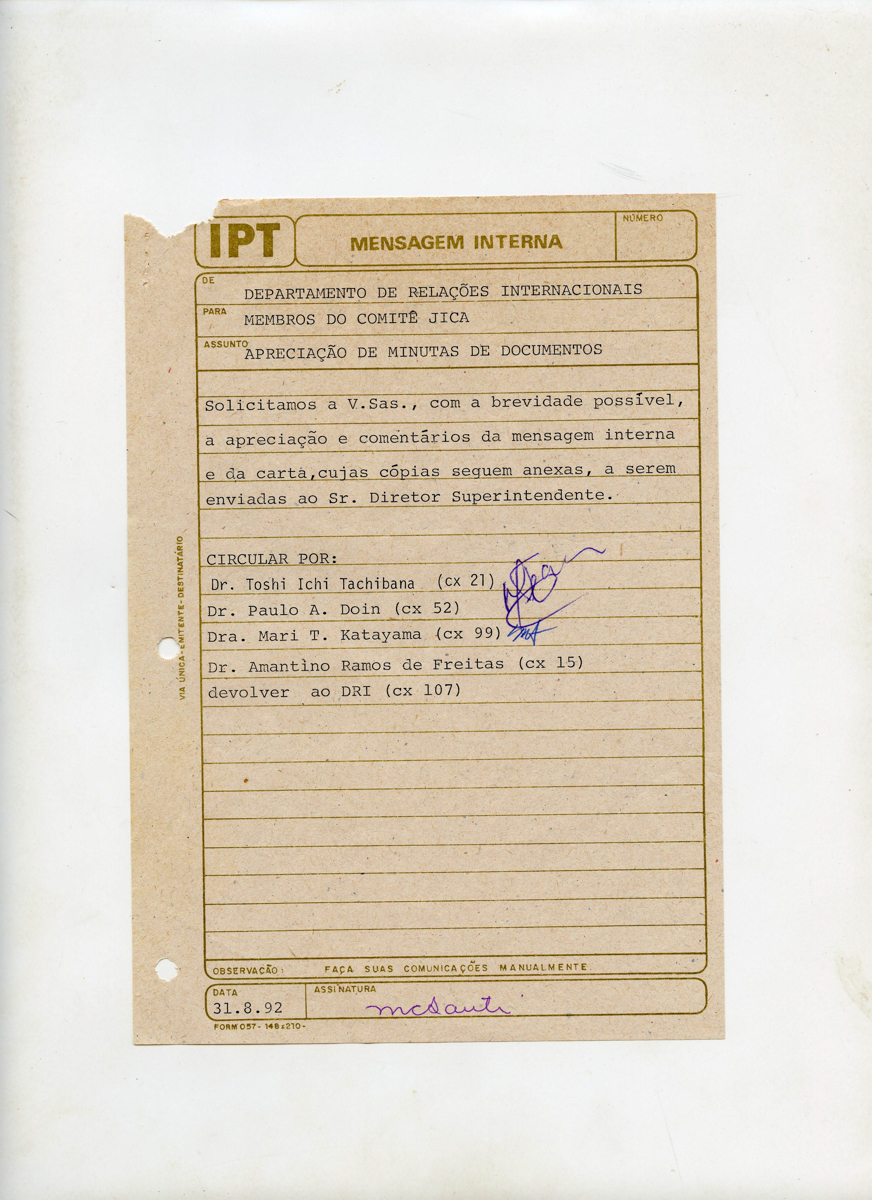 IPT
MENSAGEM INTERNA
NÚMERO
DE
DEPARTAMENTO DE RELAÇÕES INTERNACIONAIS
PARA
MEMBROS DO COMITÊ JICA
ASSUNTO
APRECIAÇÃO DE MINUTAS DE DOCUMENTOS
Solicitamos a V.Sas., com a brevidade possível,
a apreciação e comentários da mensagem interna
e da carta,cujas cópias seguem anexas, a serem
enviadas ao Sr. Diretor Superintendente.
CIRCULAR POR:
Dr. Toshi Ichi Tachibana (cx 21)
Dr. Paulo A. Doin (cx 52)
Dra. Mari T. Katayama (cx 99)
Dr. Amantino Ramos de Freitas (cx 15)
devolver ao DRI (cx 107)
VIA ÚNICA-EMITENTE-DESTINATÁRIO
OBSERVAÇÃO: FAÇA SUAS COMUNICAÇÕES MANUALMENTE
DATA
31.8.92
ASSINATURA
FORM 057- 148x210-